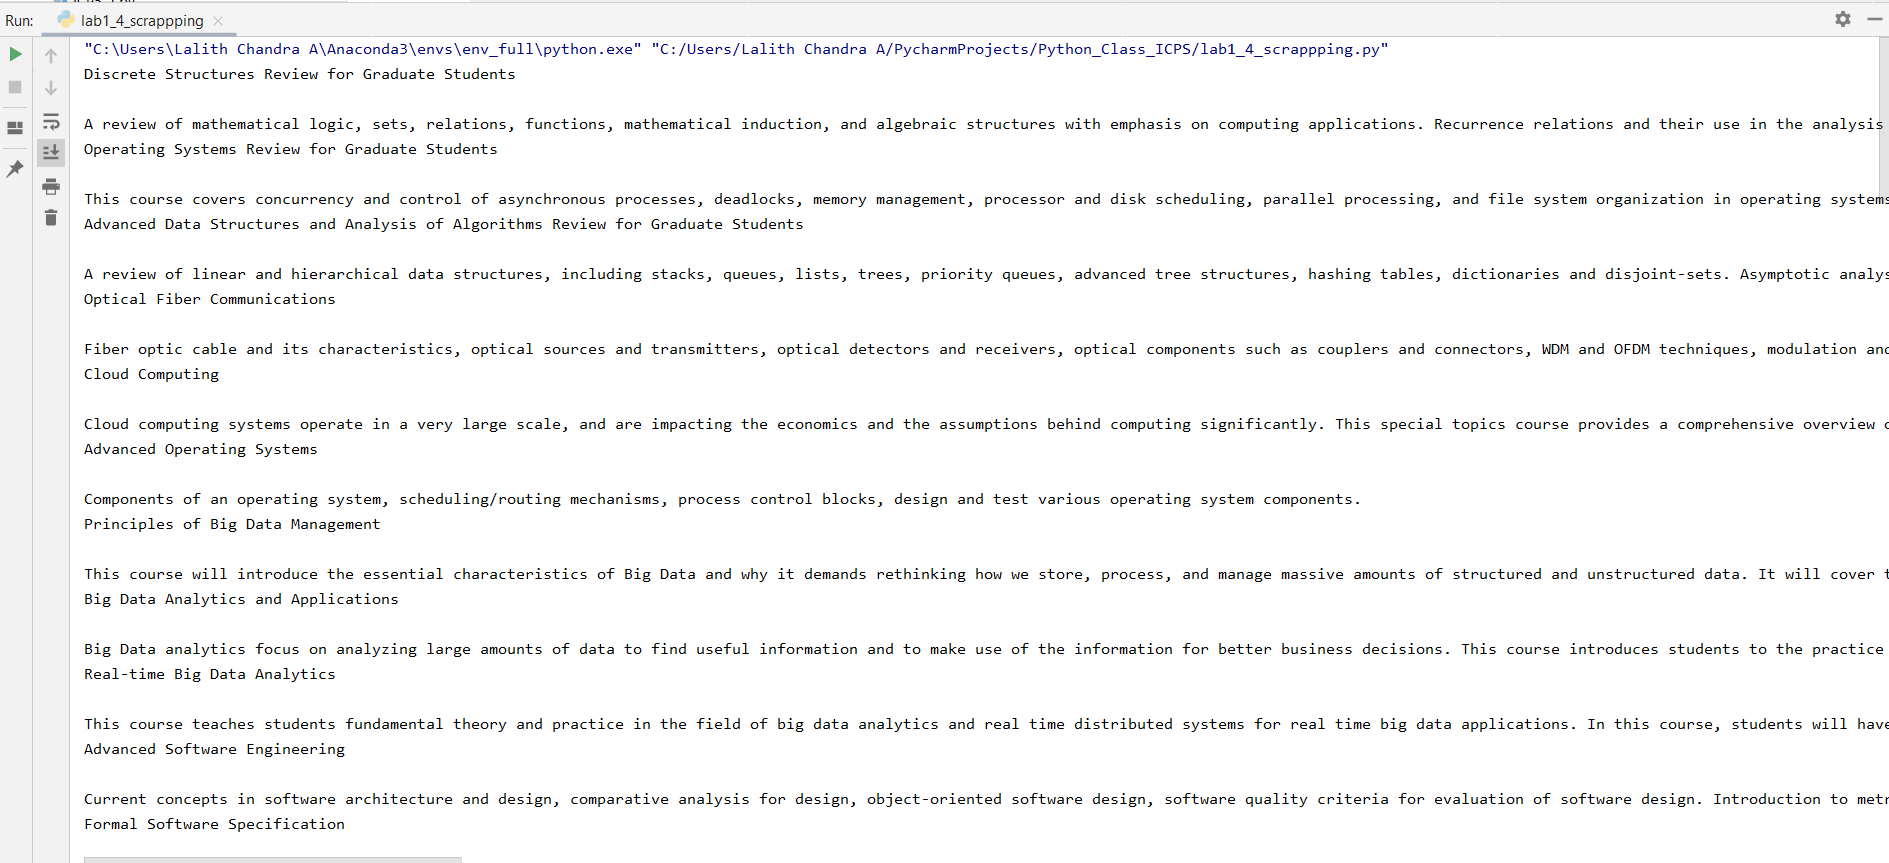 Run:
lab1_4_scrappping
"C:\Users\Lalith Chandra A\Anaconda3\envs\env_full\python.exe" "C:/Users/Lalith Chandra A/PycharmProjects/Python_Class_ICPS/lab1_4_scrappping.py"
Discrete Structures Review for Graduate Students
A review of mathematical logic, sets, relations, functions, mathematical induction, and algebraic structures with emphasis on computing applications. Recurrence relations and their use in the analysis
Operating Systems Review for Graduate Students
This course covers concurrency and control of asynchronous processes, deadlocks, memory management, processor and disk scheduling, parallel processing, and file system organization in operating systems
Advanced Data Structures and Analysis of Algorithms Review for Graduate Students
A review of linear and hierarchical data structures, including stacks, queues, lists, trees, priority queues, advanced tree structures, hashing tables, dictionaries and disjoint-sets. Asymptotic analys
Optical Fiber Communications
Fiber optic cable and its characteristics, optical sources and transmitters, optical detectors and receivers, optical components such as couplers and connectors, WDM and OFDM techniques, modulation and
Cloud Computing
Cloud computing systems operate in a very large scale, and are impacting the economics and the assumptions behind computing significantly. This special topics course provides a comprehensive overview
Advanced Operating Systems
Components of an operating system, scheduling/routing mechanisms, process control blocks, design and test various operating system components.
Principles of Big Data Management
This course will introduce the essential characteristics of Big Data and why it demands rethinking how we store, process, and manage massive amounts of structured and unstructured data. It will cover
Big Data Analytics and Applications
Big Data analytics focus on analyzing large amounts of data to find useful information and to make use of the information for better business decisions. This course introduces students to the practice
Real-time Big Data Analytics
This course teaches students fundamental theory and practice in the field of big data analytics and real time distributed systems for real time big data applications. In this course, students will have
Advanced Software Engineering
Current concepts in software architecture and design, comparative analysis for design, object-oriented software design, software quality criteria for evaluation of software design. Introduction to metr
Formal Software Specification